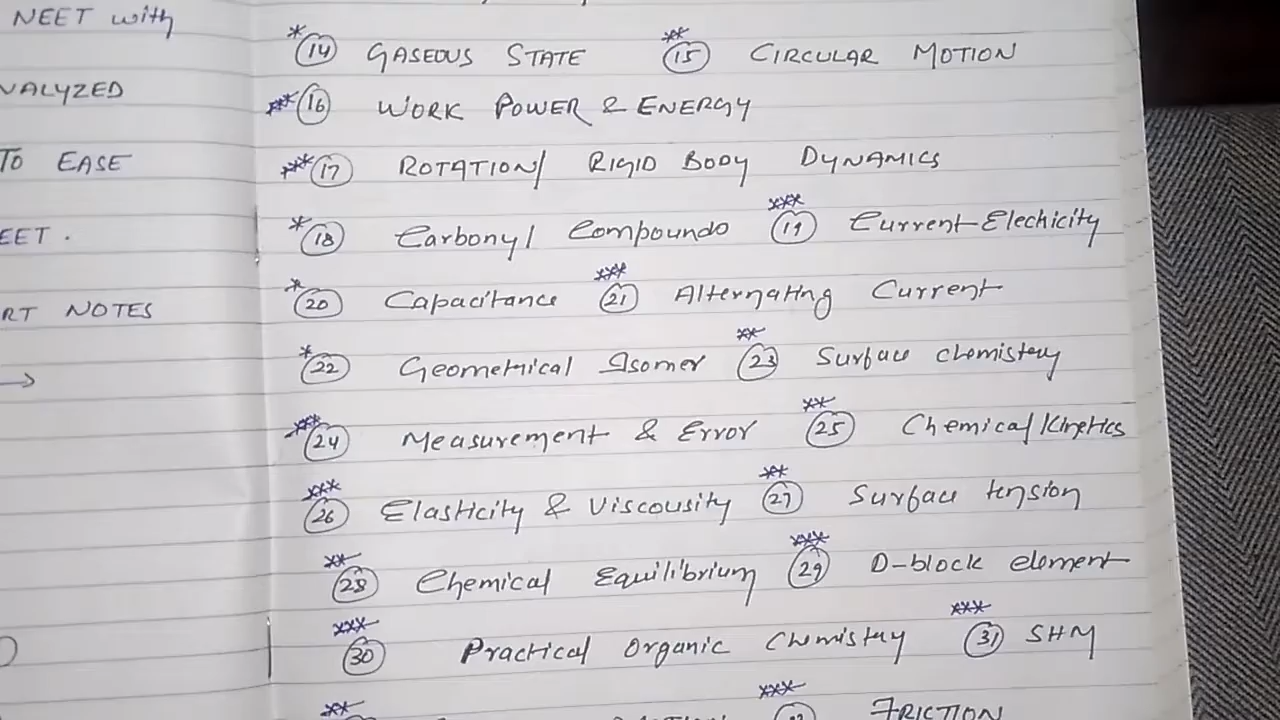 NEET with
* 14 GASEOUS STATE ** 15 CIRCULAR MOTION
VALYZED
*** 16 WORK POWER & ENERGY
TO EASE
*** 17 ROTATION/ RIGID BODY DYNAMICS
EET.
* 18 Carbonyl Compounds *** 19 Current Electricity
* 20 Capacitance *** 21 Alternating Current
RT NOTES
* 22 Geometrical Isomer ** 23 Surface chemistry
→
*** 24 Measurement & Error ** 25 Chemical Kinetics
*** 26 Elasticity & Viscousity ** 27 Surface tension
** 28 Chemical Equilibrium *** 29 D-block element
*** 30 Practical Organic Chemistry *** 31 SHM
** *** FRICTION